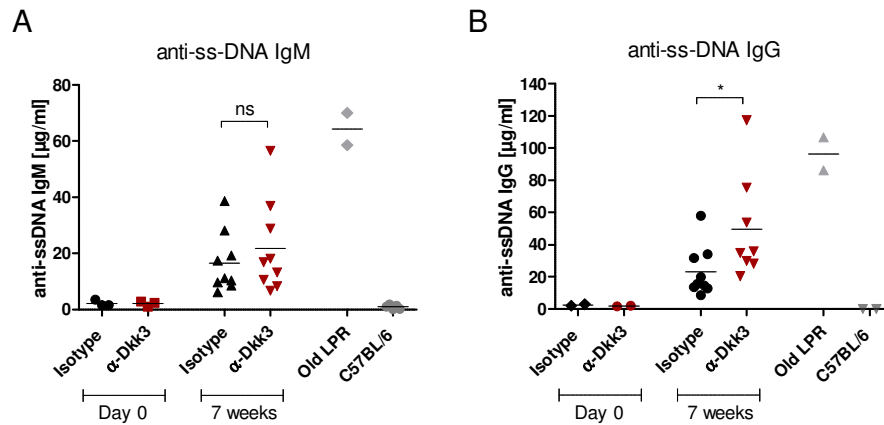 A
anti-ss-DNA IgM
anti-ssDNA IgM [µg/ml]
80
60
40
20
0
ns
Isotype
α-Dkk3
Isotype
α-Dkk3
Old LPR
C57BL/6
Day 0
7 weeks
B
anti-ss-DNA IgG
anti-ssDNA IgG [µg/ml]
140
120
100
80
60
40
20
0
*
Isotype
α-Dkk3
Isotype
α-Dkk3
Old LPR
C57BL/6
Day 0
7 weeks